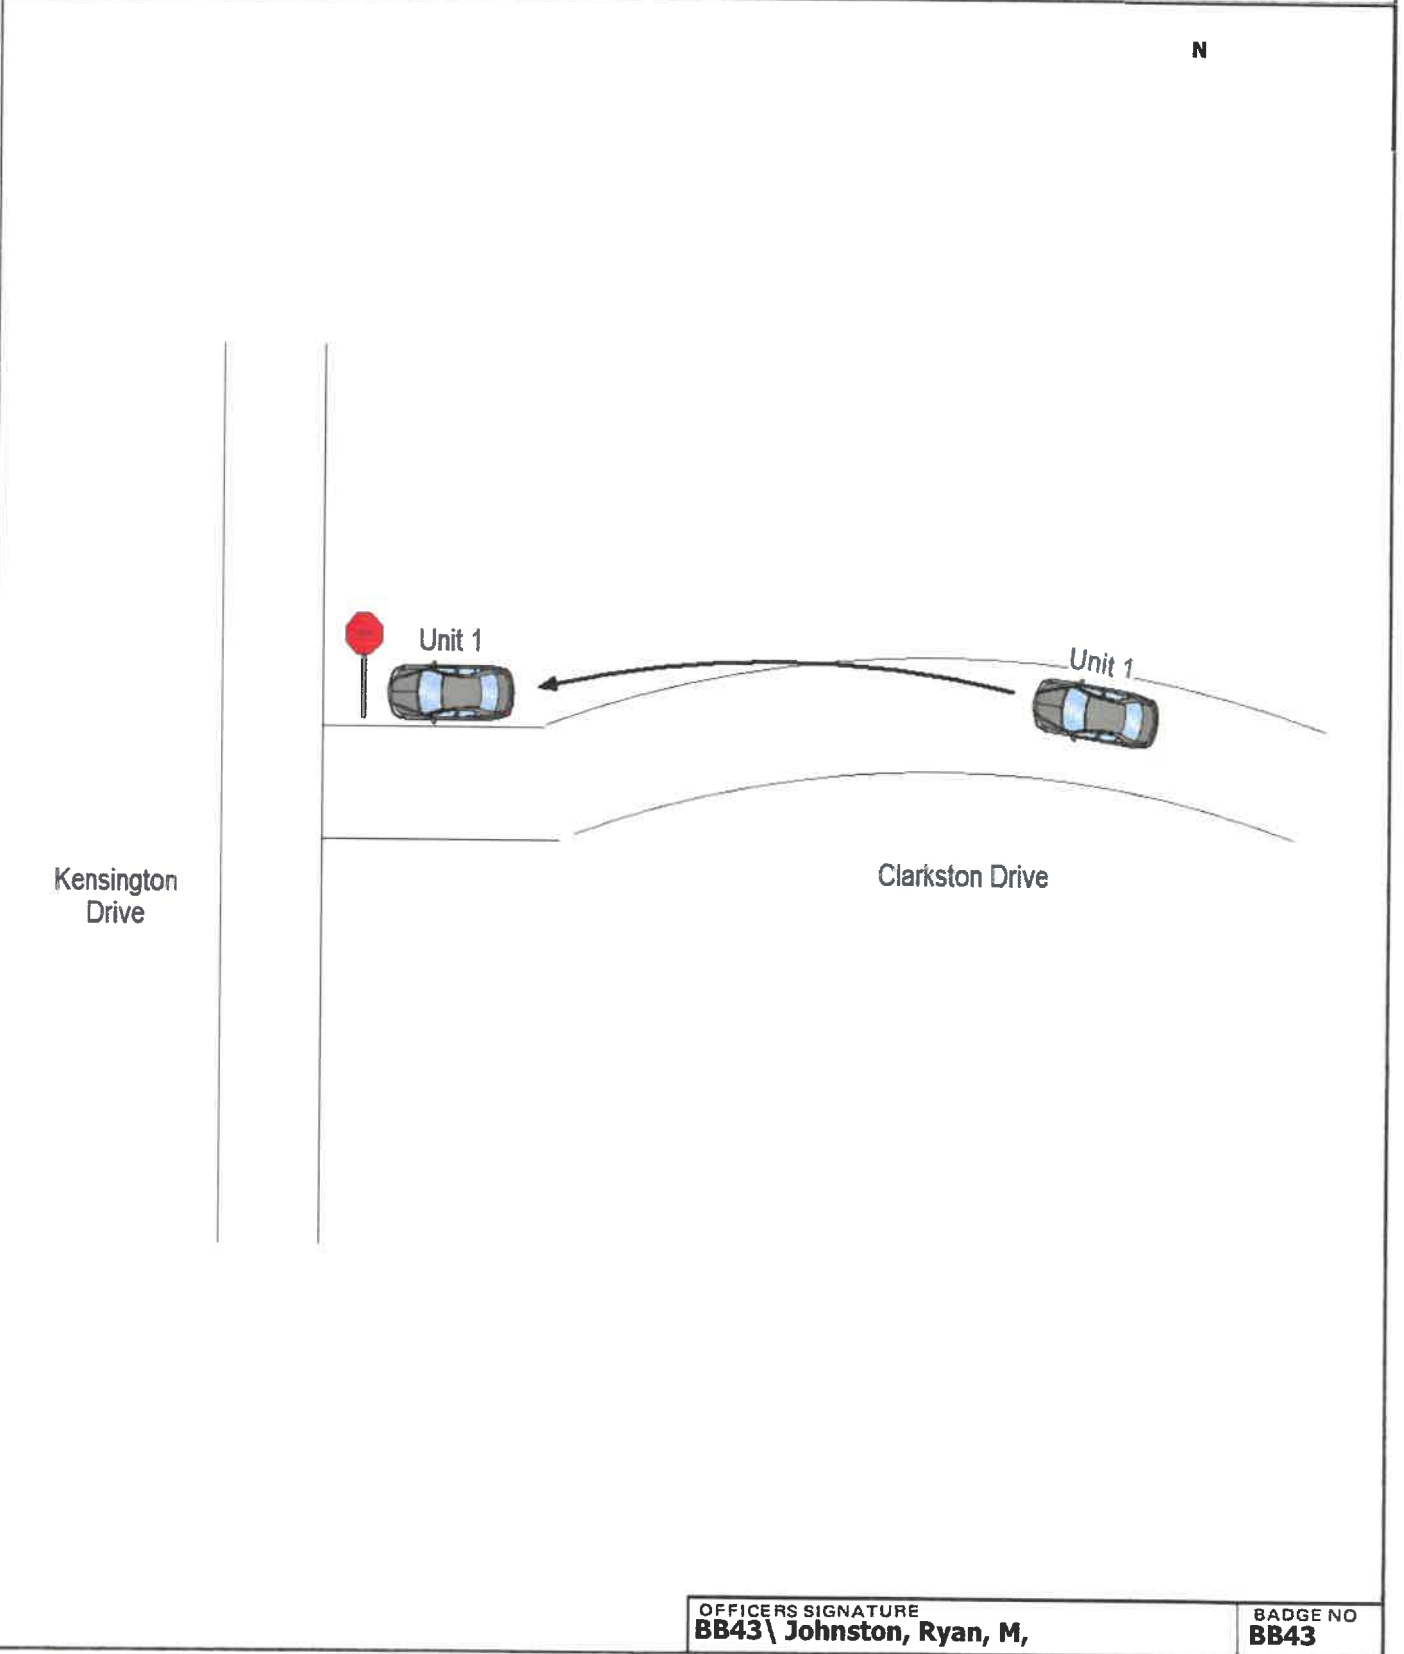 N
Unit 1
Unit 1
Kensington
Drive
Clarkston Drive
OFFICERS SIGNATURE
BB43\ Johnston, Ryan, M,
BADGE NO
BB43